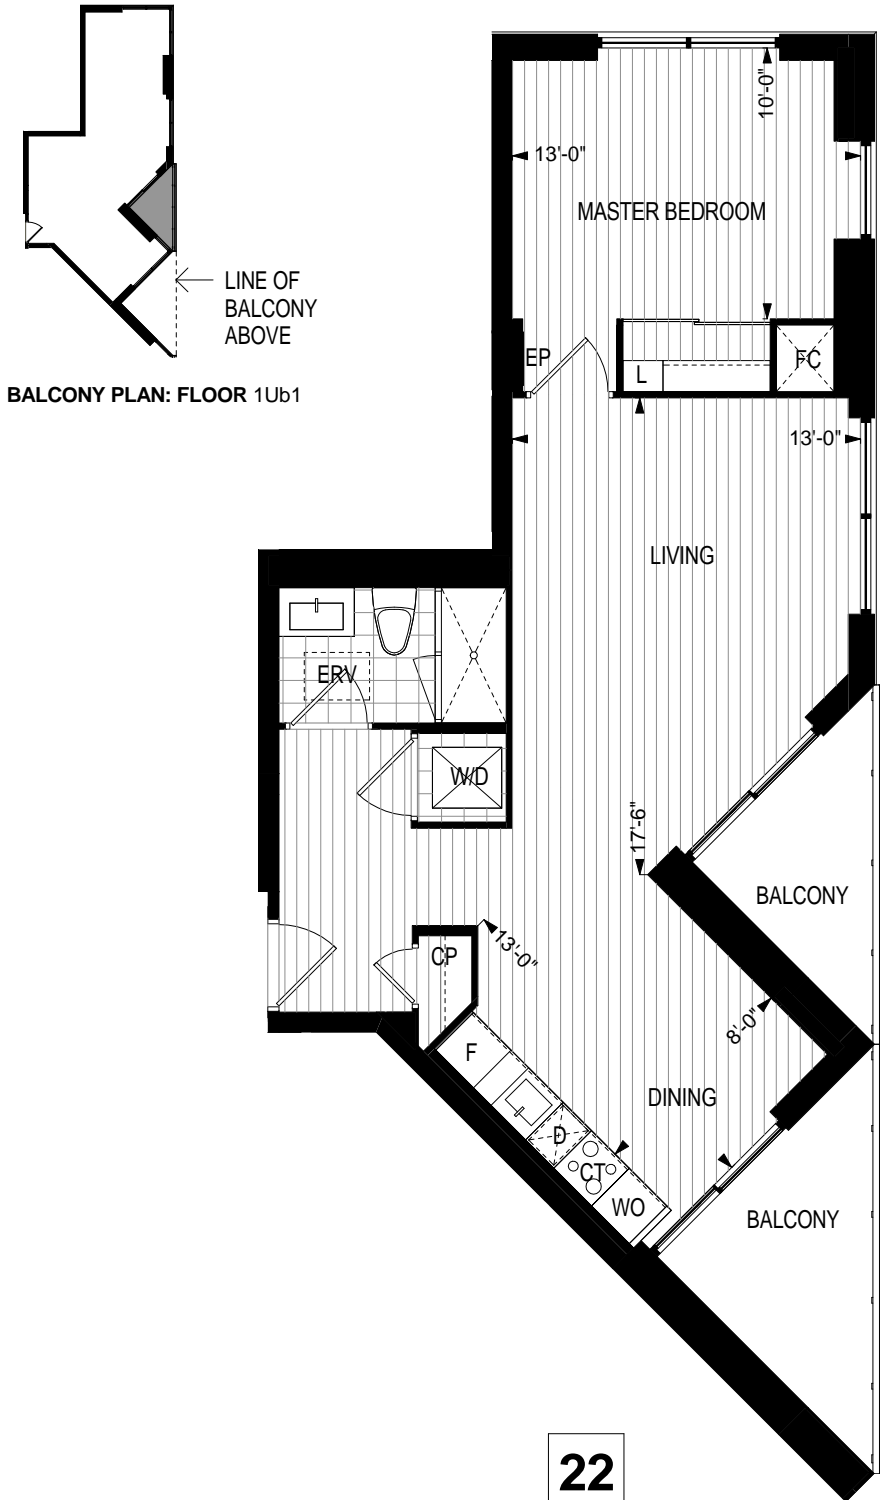 LINE OF
BALCONY
ABOVE
BALCONY PLAN: FLOOR 1Ub1
10'-0"
13'-0"
MASTER BEDROOM
EP
L
FC
13'-0"
LIVING
ERV
W/D
17'-6"
BALCONY
CP
13'-0"
8'-0"
F
DINING
D
CT
WO
BALCONY
22